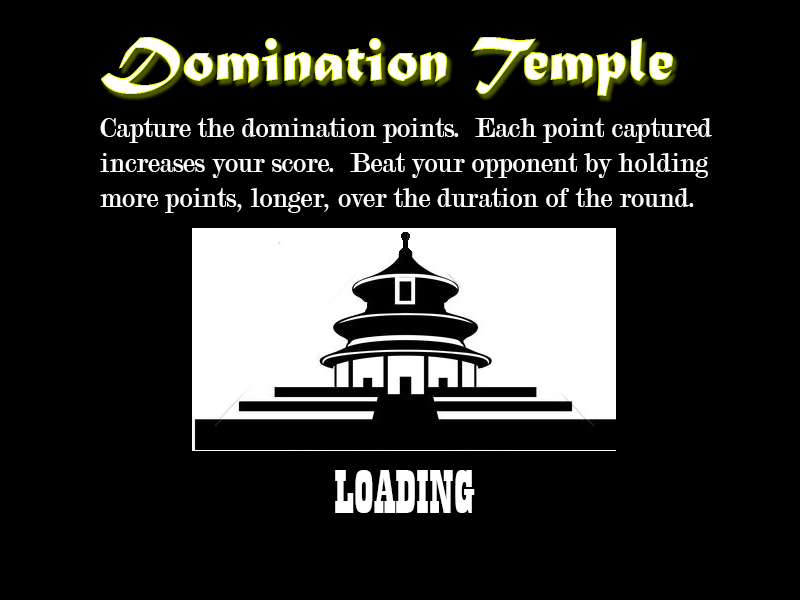 Domination Temple
Capture the domination points.  Each point captured
increases your score.  Beat your opponent by holding
more points, longer, over the duration of the round.
LOADING